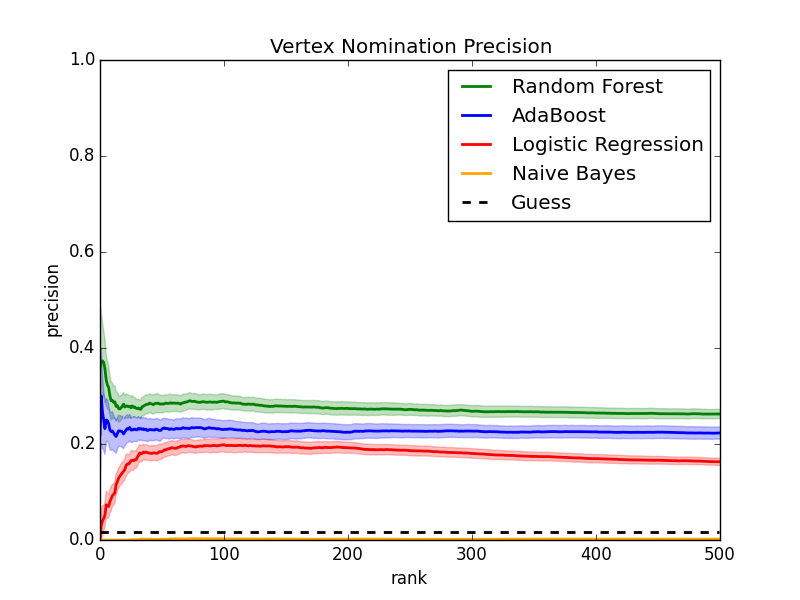 Vertex Nomination Precision
1.0
0.8
0.6
0.4
0.2
0.0
precision
Random Forest
AdaBoost
Logistic Regression
Naive Bayes
Guess
0 100 200 300 400 500
rank